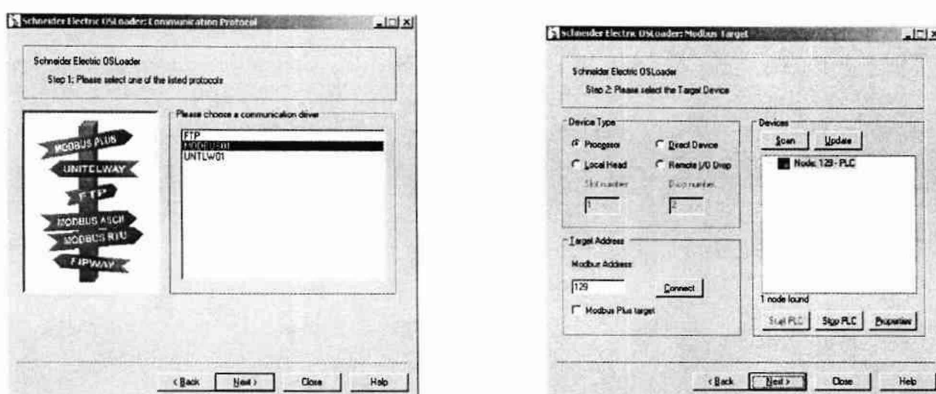 Schneider Electric OSLoader: Communication Protocol
Schneider Electric OSLoader
Step 1: Please select one of the listed protocols
MODBUS PLUS
UNITELWAY
FTP
MODBUS ASCII
MODBUS RTU
FIPWAY
Please choose a communication driver
FTP
MODBUS01
UNTLW01
< Back
Next >
Close
Help
Schneider Electric OSLoader: Modbus Target
Schneider Electric OSLoader
Step 2: Please select the Target Device
Device Type
Processor
Direct Device
Local Head
Remote I/O Drop
Slot number
Drop number
1
2
Target Address
Modbus Address
129
Connect
Modbus Plus target
Devices
Scan
Update
Node: 129 - PLC
1 node found
Start PLC
Stop PLC
Properties
< Back
Next >
Close
Help